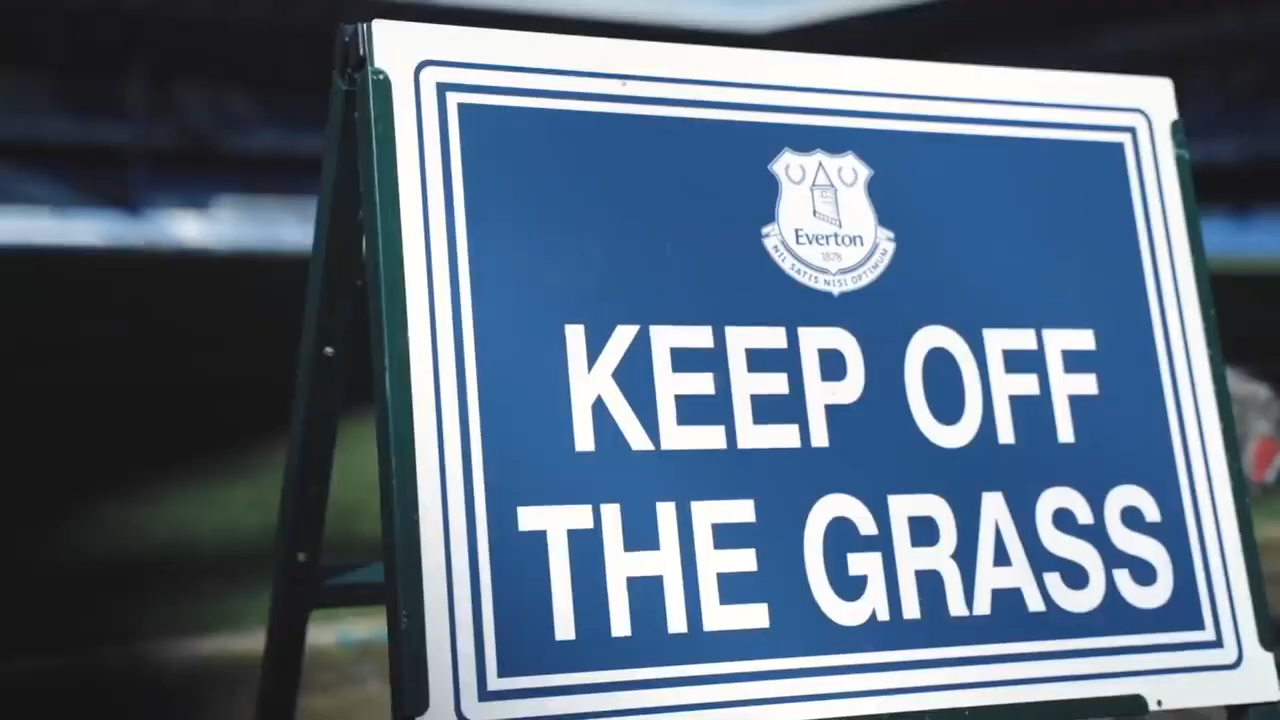 Everton
1878
NIL SATIS NISI OPTIMUM
KEEP OFF
THE GRASS